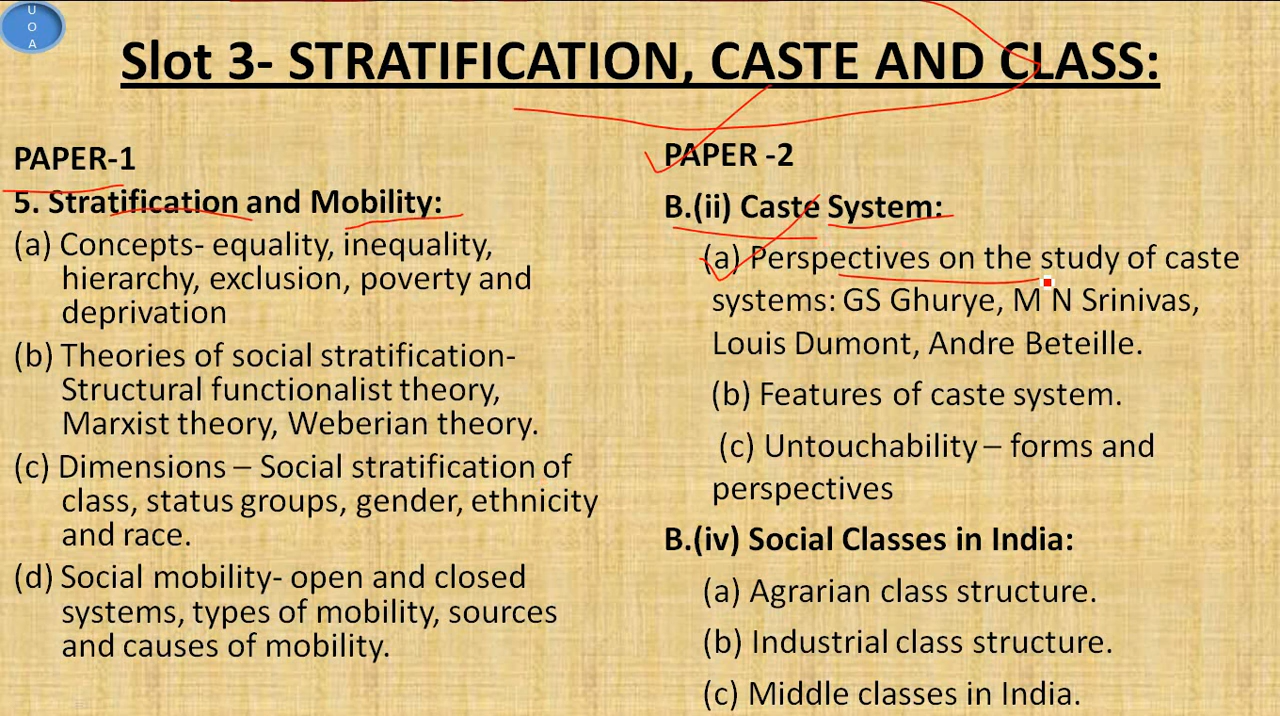 U
O
A
Slot 3- STRATIFICATION, CASTE AND CLASS:
PAPER-1
5. Stratification and Mobility:
(a) Concepts- equality, inequality,
hierarchy, exclusion, poverty and
deprivation
(b) Theories of social stratification-
Structural functionalist theory,
Marxist theory, Weberian theory.
(c) Dimensions – Social stratification of
class, status groups, gender, ethnicity
and race.
(d) Social mobility- open and closed
systems, types of mobility, sources
and causes of mobility.
PAPER -2
B.(ii) Caste System:
(a) Perspectives on the study of caste
systems: GS Ghurye, M N Srinivas,
Louis Dumont, Andre Beteille.
(b) Features of caste system.
(c) Untouchability – forms and
perspectives
B.(iv) Social Classes in India:
(a) Agrarian class structure.
(b) Industrial class structure.
(c) Middle classes in India.